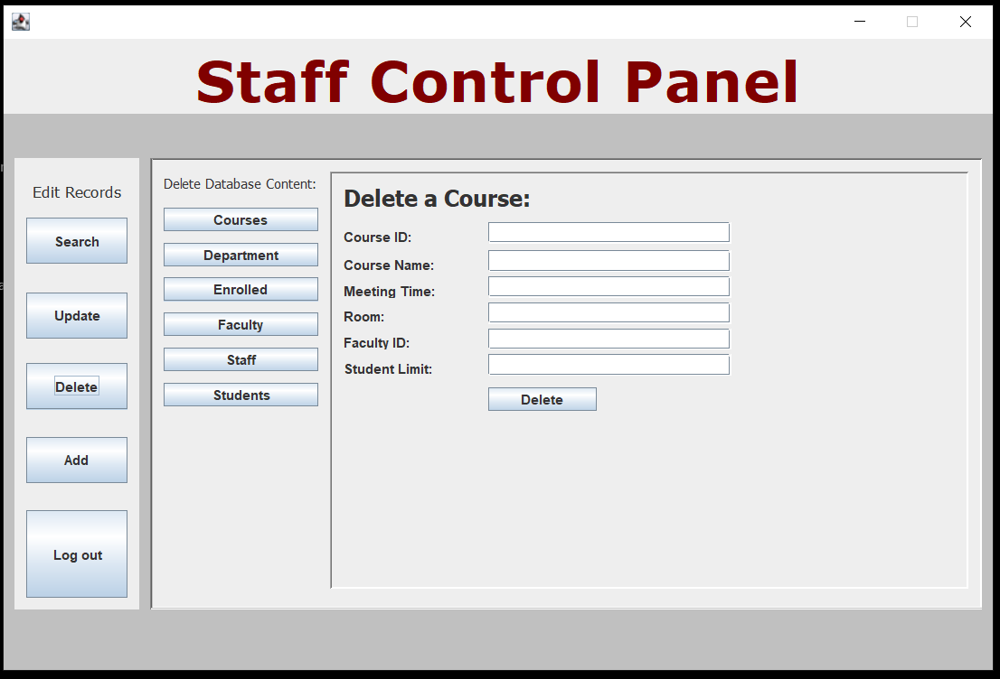 Staff Control Panel
Edit Records
Search
Update
Delete
Add
Log out
Delete Database Content:
Courses
Department
Enrolled
Faculty
Staff
Students
Delete a Course:
Course ID:
Course Name:
Meeting Time:
Room:
Faculty ID:
Student Limit:
Delete